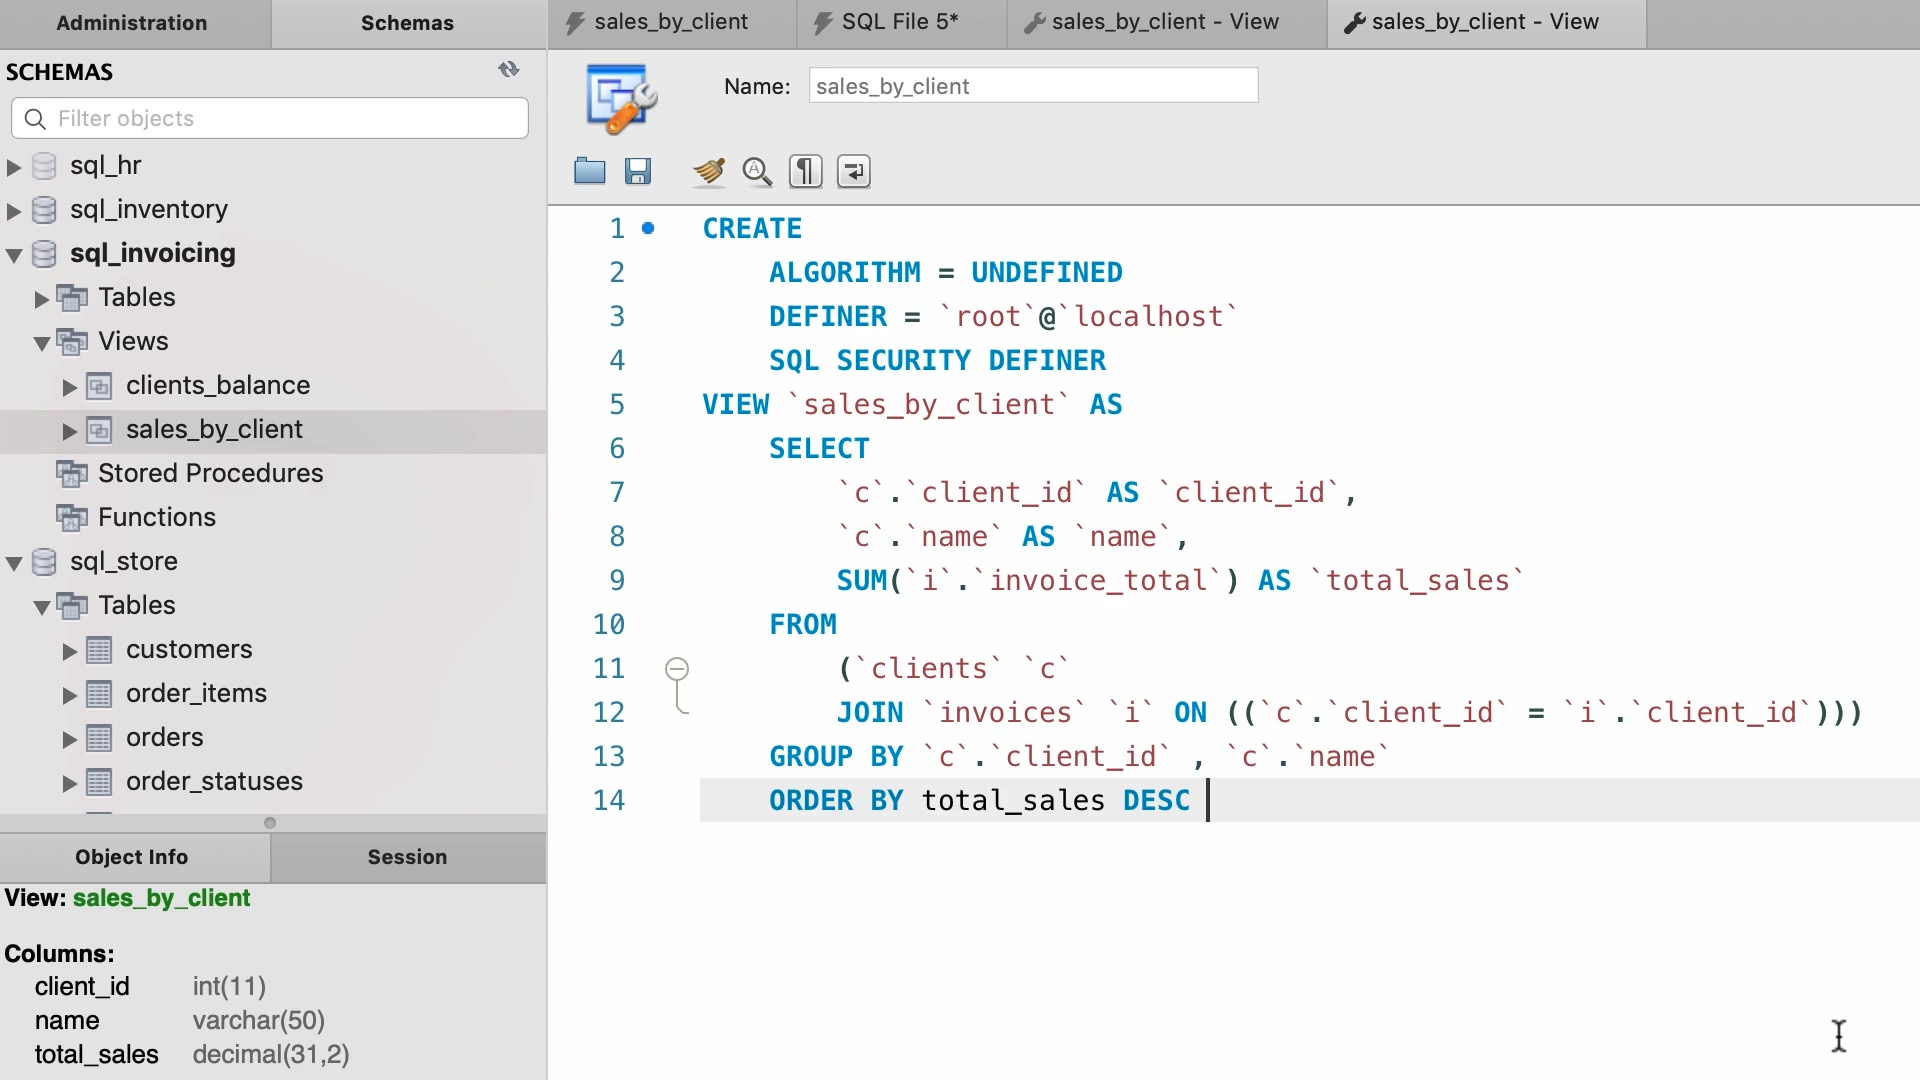 Administration
Schemas
sales_by_client
SQL File 5*
sales_by_client - View
sales_by_client - View
SCHEMAS
Filter objects
sql_hr
sql_inventory
sql_invoicing
Tables
Views
clients_balance
sales_by_client
Stored Procedures
Functions
sql_store
Tables
customers
order_items
orders
order_statuses
Object Info
Session
View: sales_by_client
Columns:
client_id int(11)
name varchar(50)
total_sales decimal(31,2)
Name: sales_by_client
1 CREATE
2 ALGORITHM = UNDEFINED
3 DEFINER = `root`@`localhost`
4 SQL SECURITY DEFINER
5 VIEW `sales_by_client` AS
6 SELECT
7 `c`.`client_id` AS `client_id`,
8 `c`.`name` AS `name`,
9 SUM(`i`.`invoice_total`) AS `total_sales`
10 FROM
11 (`clients` `c`
12 JOIN `invoices` `i` ON ((`c`.`client_id` = `i`.`client_id`)))
13 GROUP BY `c`.`client_id` , `c`.`name`
14 ORDER BY total_sales DESC